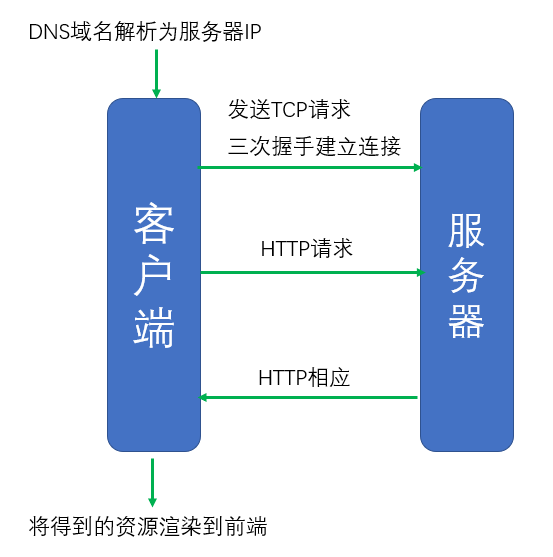 DNS域名解析为服务器IP
发送TCP请求
三次握手建立连接
客户端
服务器
HTTP请求
HTTP相应
将得到的资源渲染到前端